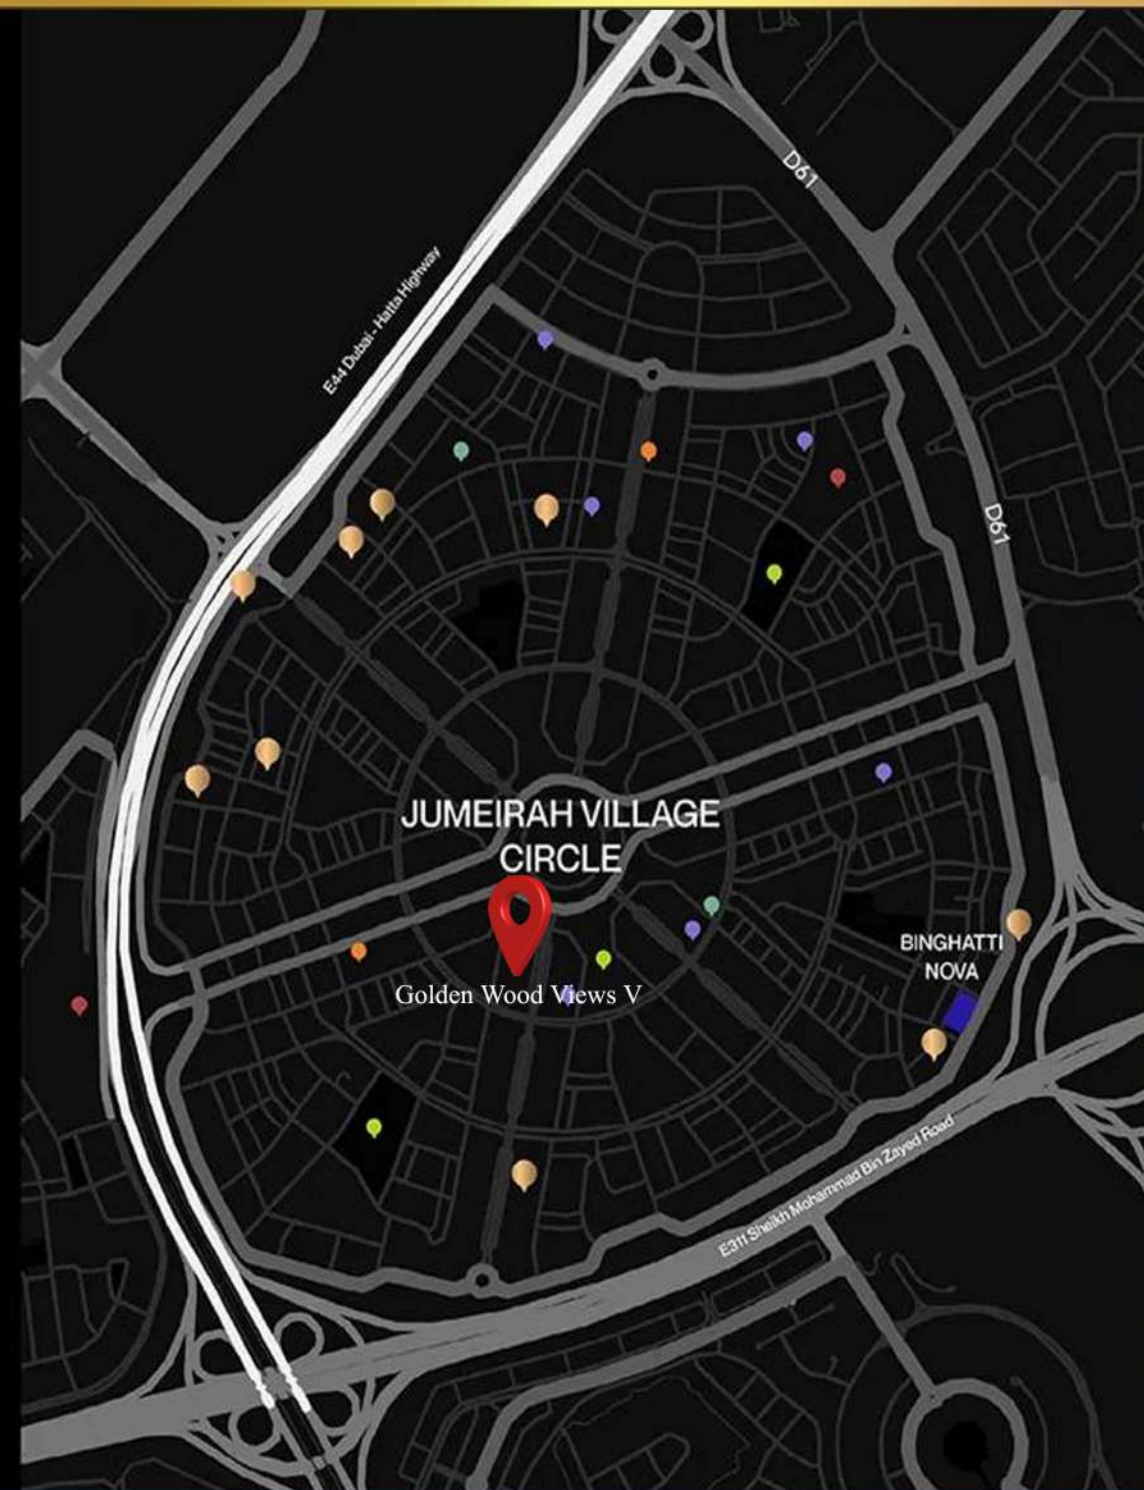 D61
E44 Dubai - Hatta Highway
D61
JUMEIRAH VILLAGE
CIRCLE
BINGHATTI
NOVA
Golden Wood Views V
E311 Sheikh Mohammad Bin Zayed Road